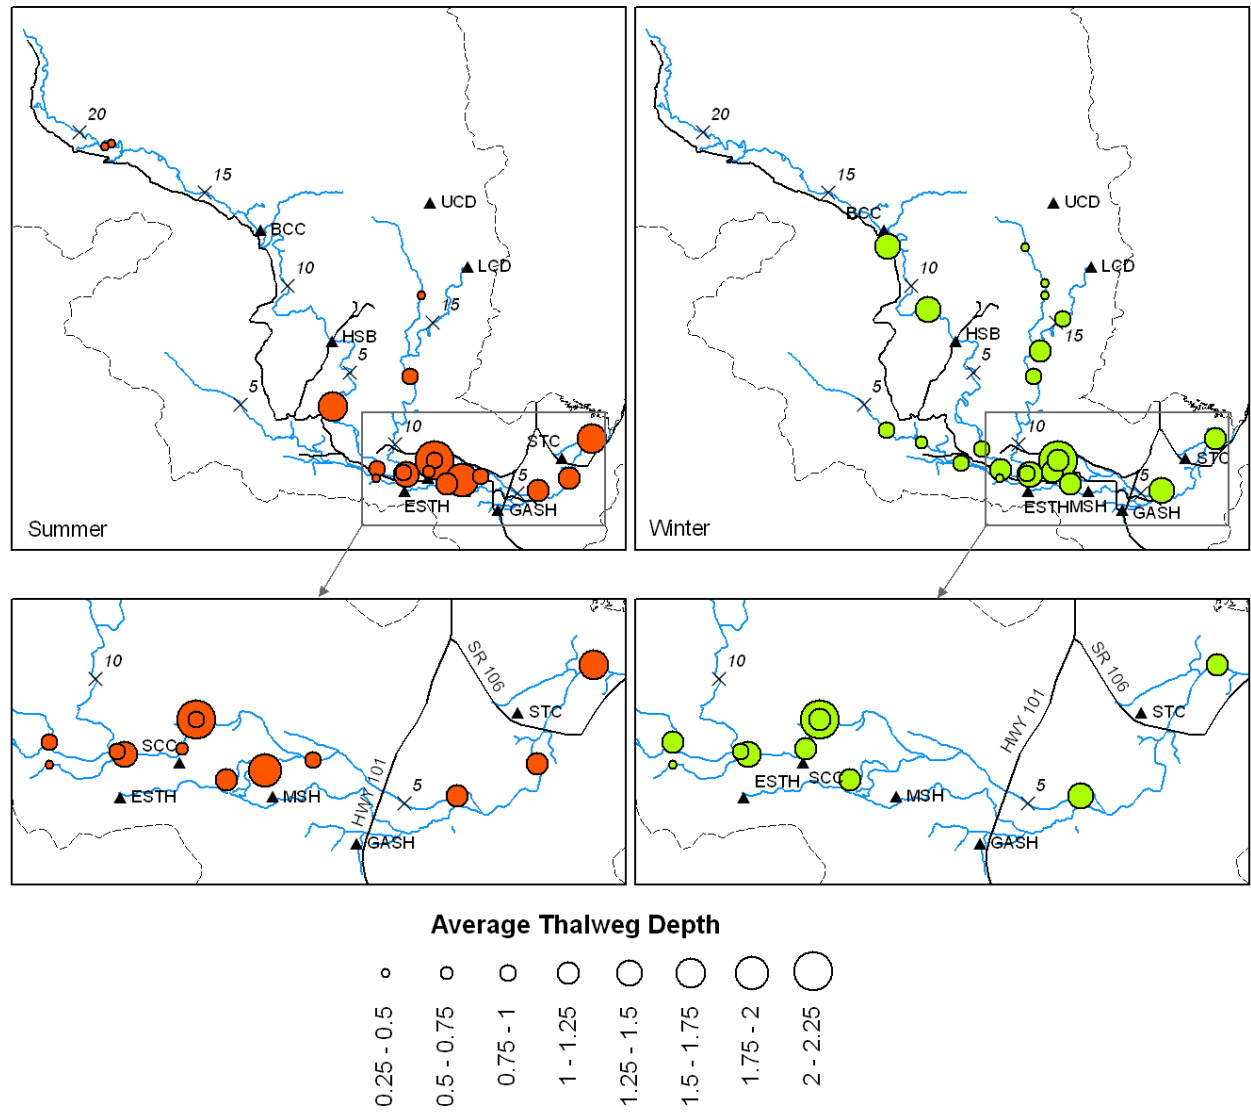 20
15
BCC
UCD
10
LCD
15
HSB
5
5
10
STC
5
ESTH
GASH
Summer
20
15
BCC
UCD
10
LCD
15
HSB
5
5
10
STC
5
ESTH
MSH
GASH
Winter
10
SR 106
STC
SCC
ESTH
MSH
HWY 101
5
GASH
10
SR 106
HWY 101
STC
ESTH
SCC
MSH
5
GASH
Average Thalweg Depth
0.25 - 0.5
0.5 - 0.75
0.75 - 1
1 - 1.25
1.25 - 1.5
1.5 - 1.75
1.75 - 2
2 - 2.25